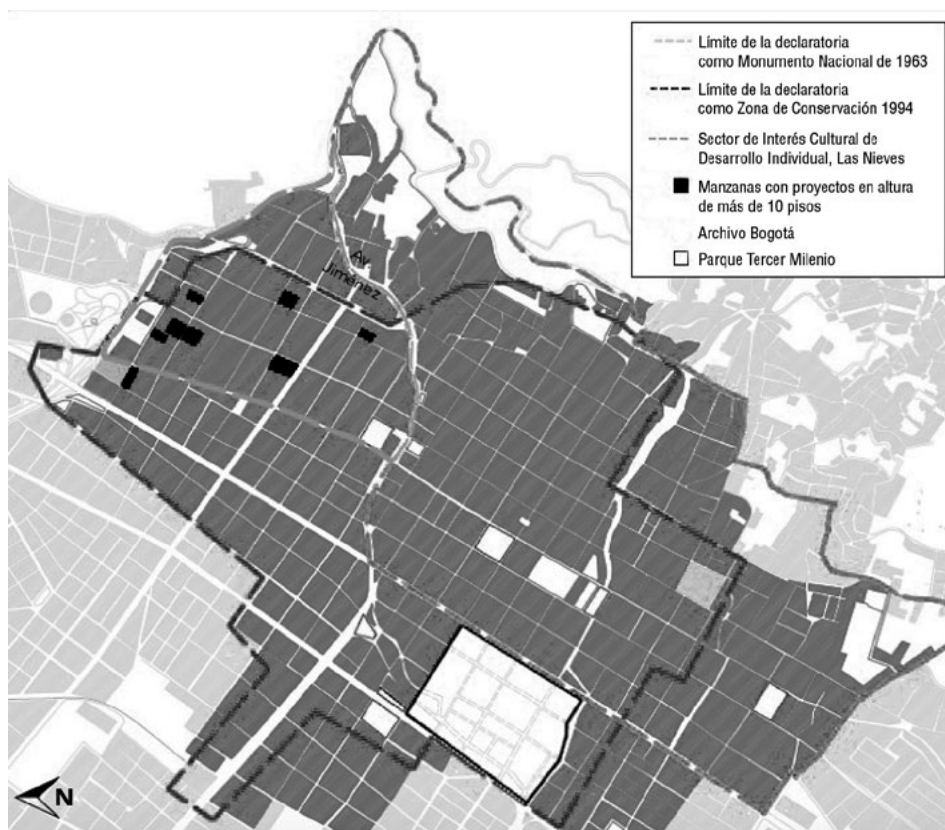 Límite de la declaratoria
como Monumento Nacional de 1963
Límite de la declaratoria
como Zona de Conservación 1994
Sector de Interés Cultural de
Desarrollo Individual, Las Nieves
Manzanas con proyectos en altura
de más de 10 pisos
Archivo Bogotá
Parque Tercer Milenio
Av.
Jiménez
N